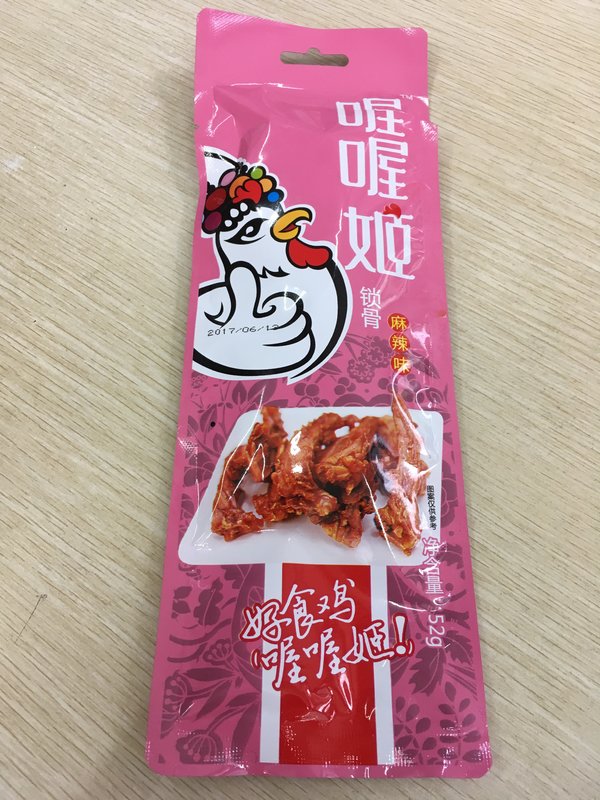 喔喔姬
锁骨
麻辣味
2017/06/12
图案仅供参考
净含量:52g
好食鸡
喔喔姬!